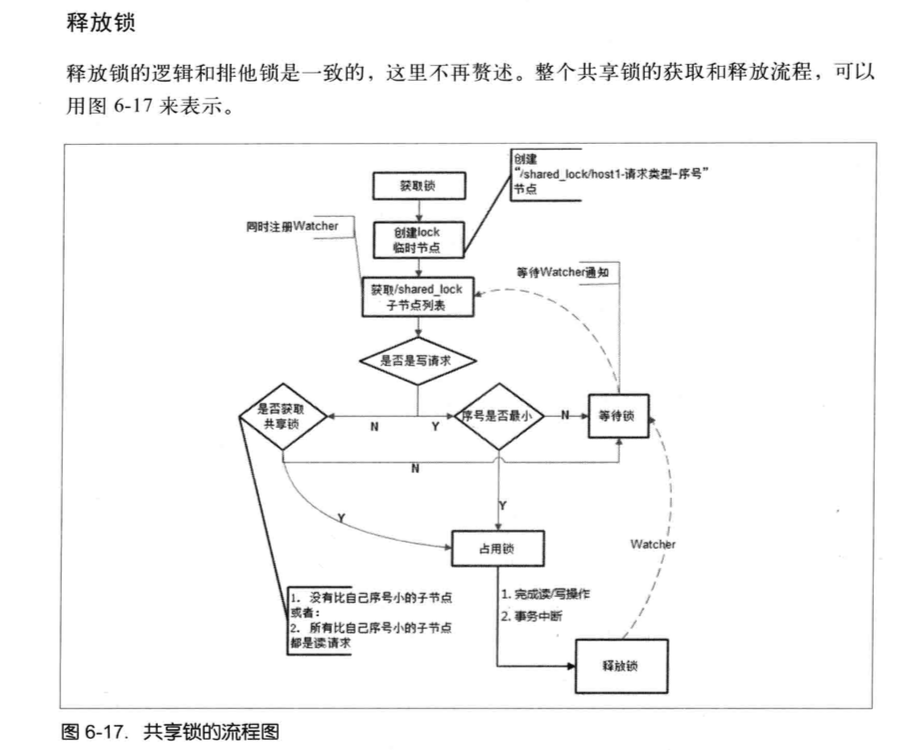 释放锁
释放锁的逻辑和排他锁是一致的，这里不再赘述。整个共享锁的获取和释放流程，可以
用图 6-17 来表示。
获取锁
创建
“/shared_lock/host1-请求类型-序号”
节点
同时注册Watcher
创建lock
临时节点
等待Watcher通知
获取/shared_lock
子节点列表
是否是写请求
是否获取
共享锁
N
Y
序号是否最小
N
等待锁
N
Y
Y
占用锁
Watcher
1. 没有比自己序号小的子节点
或者：
2. 所有比自己序号小的子节点
都是读请求
1. 完成读/写操作
2. 事务中断
释放锁
图 6-17. 共享锁的流程图